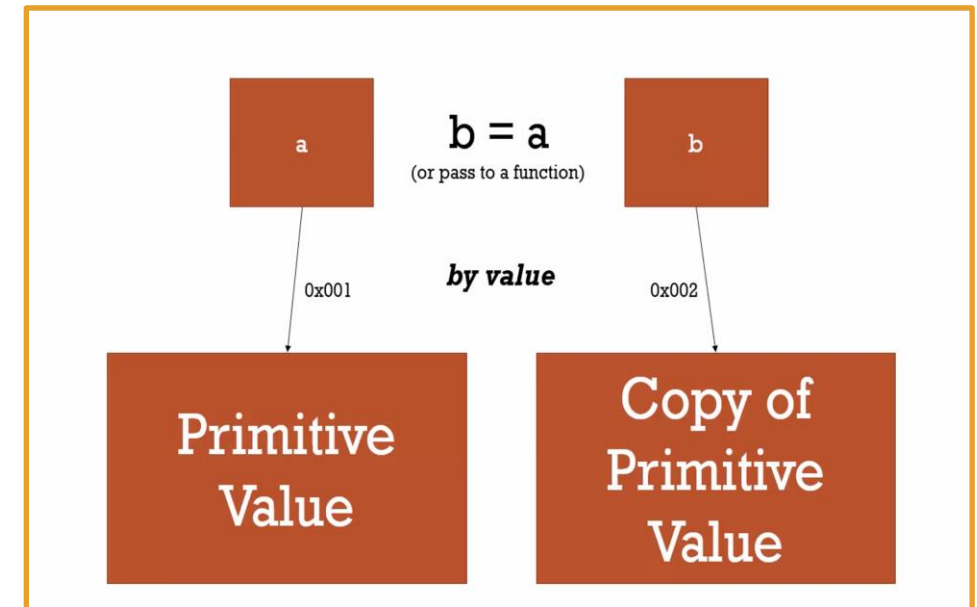 a
b = a
(or pass to a function)
b
by value
0x001
0x002
Primitive
Value
Copy of
Primitive
Value